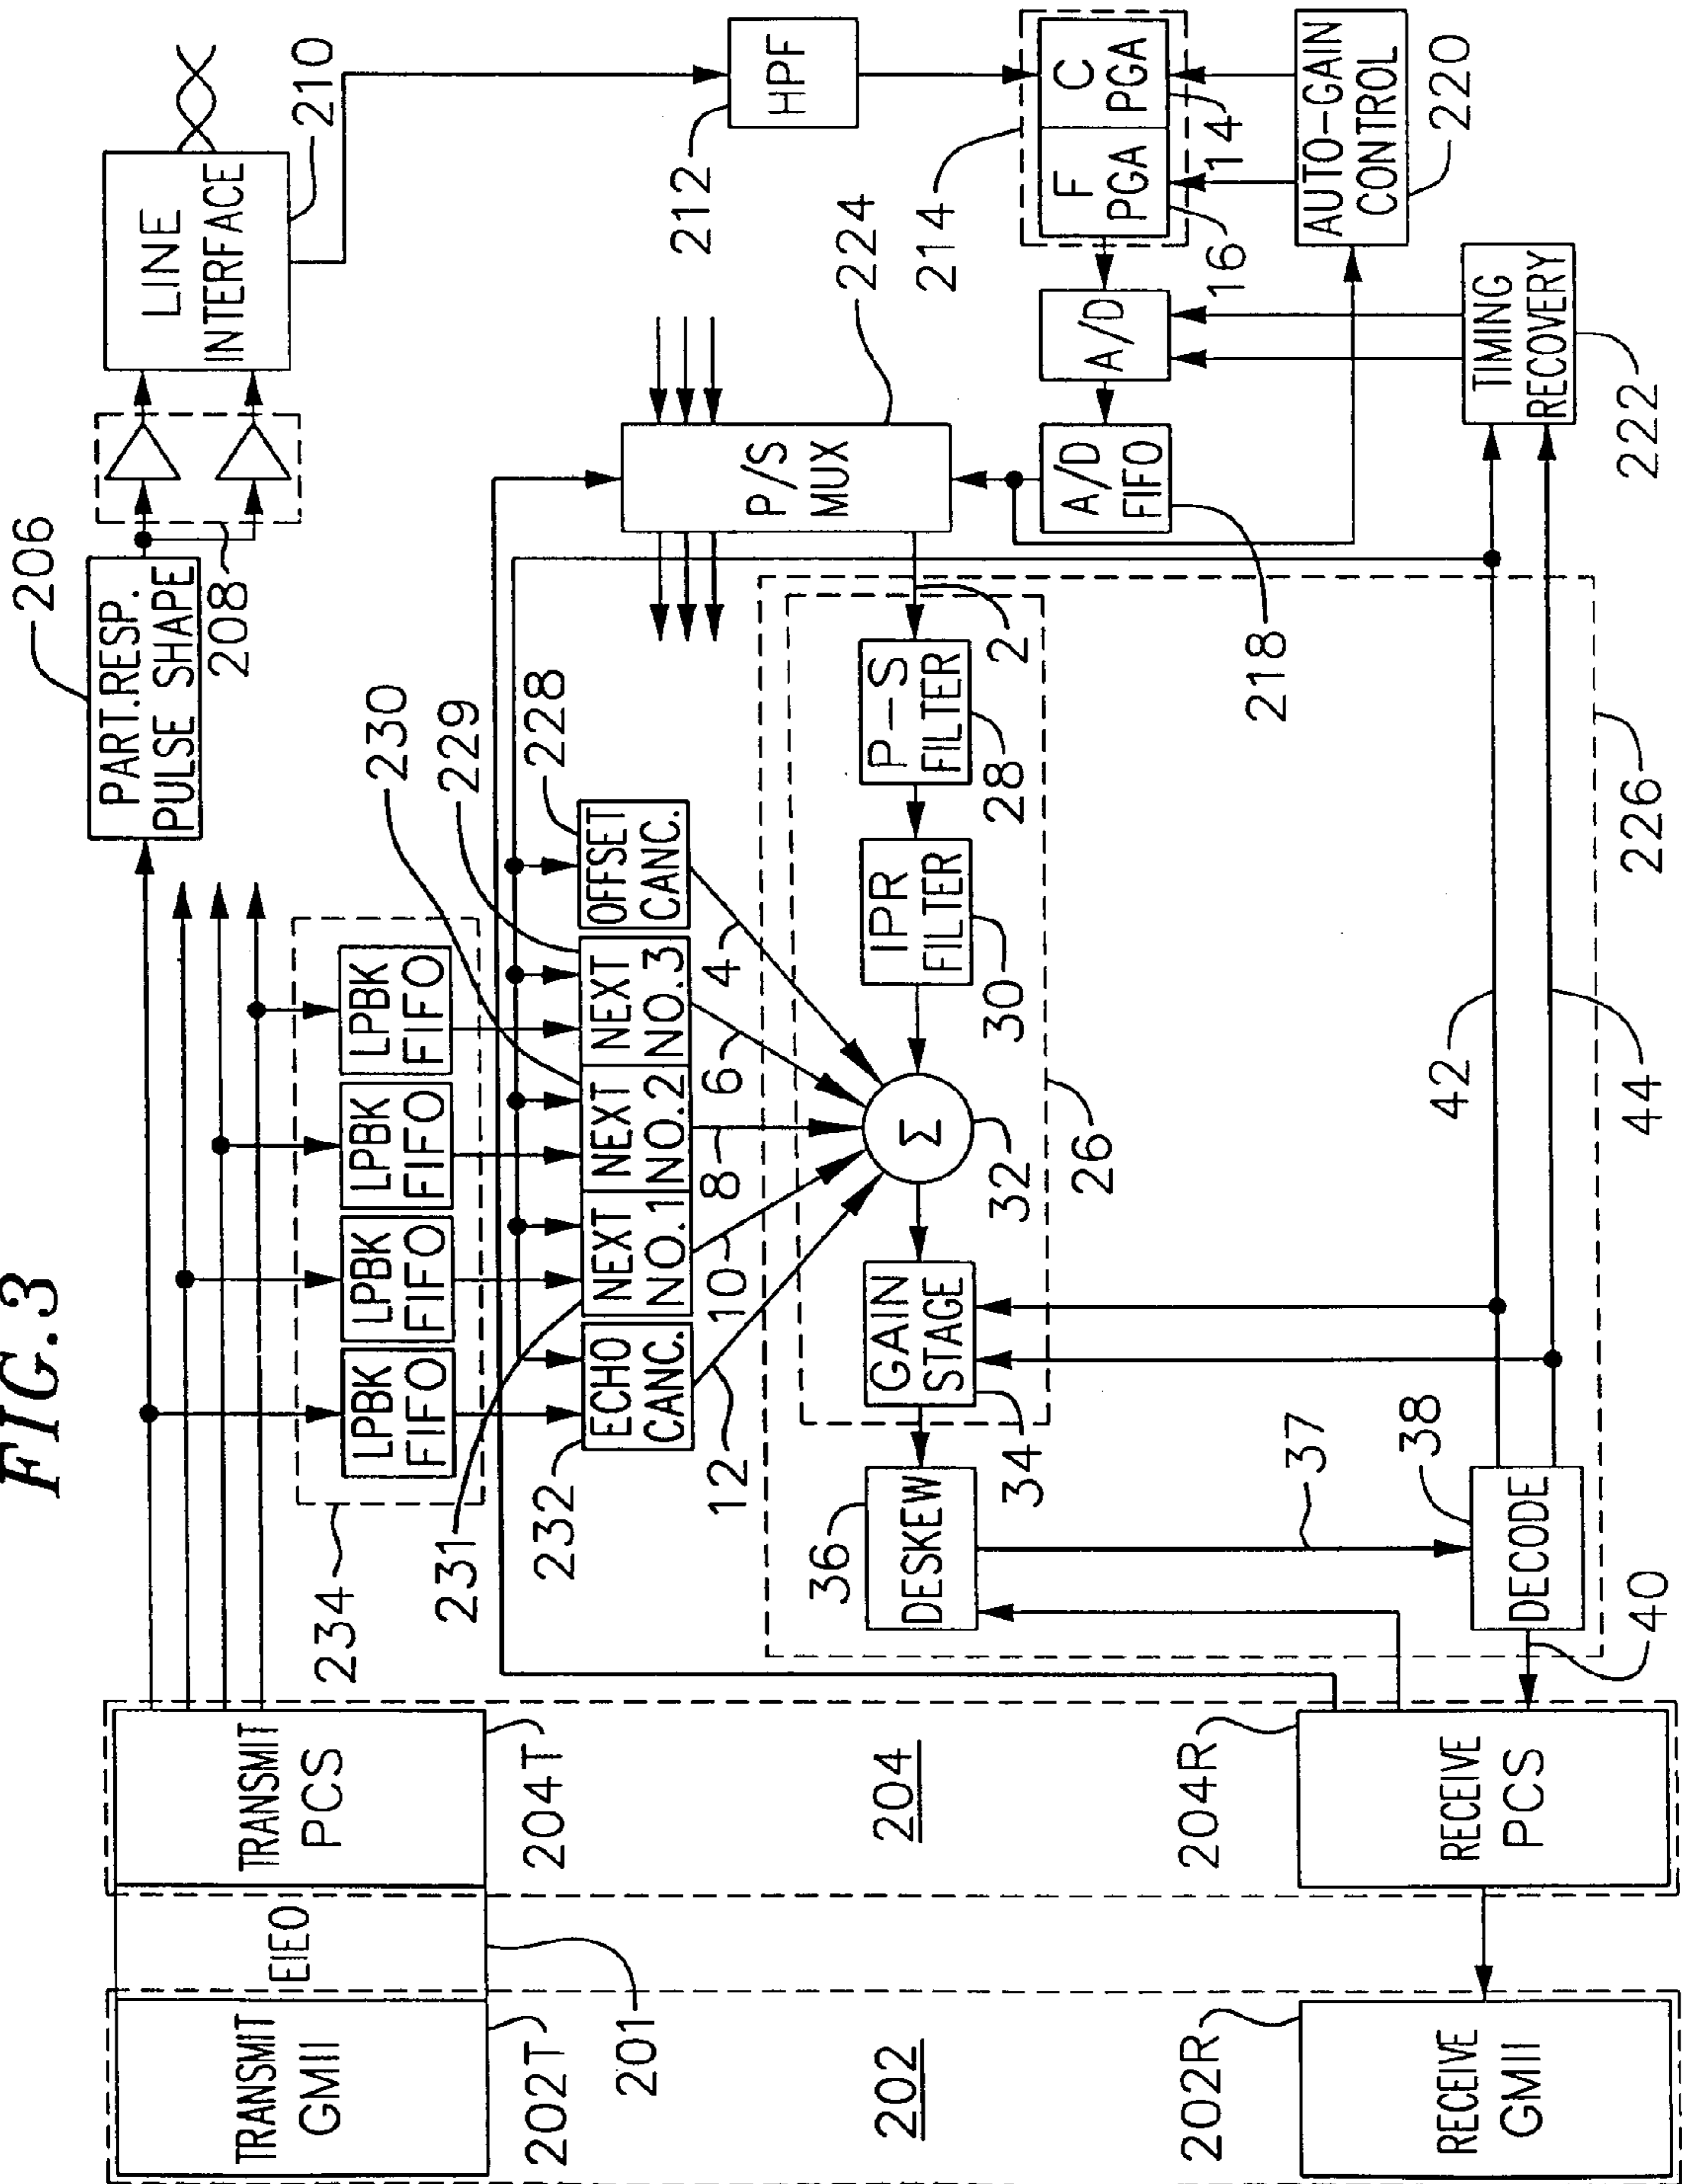 FIG.3
TRANSMIT
GMII
202T
EIEO
201
TRANSMIT
PCS
204T
202
204
RECEIVE
GMII
202R
RECEIVE
PCS
204R
PART.RESP.
PULSE SHAPE
206
208
LINE
INTERFACE
210
LPBK
FIFO
LPBK
FIFO
LPBK
FIFO
LPBK
FIFO
234
ECHO
CANC.
NEXT
NO.1
NEXT
NO.2
NEXT
NO.3
OFFSET
CANC.
232
231
230
229
228
12
10
8
6
4
2
P/S
MUX
224
HPF
212
F
PGA
C
PGA
214
16
14
A/D
A/D
FIFO
218
AUTO-GAIN
CONTROL
220
TIMING
RECOVERY
222
DESKEW
36
GAIN
STAGE
34
Σ
32
IPR
FILTER
30
P-S
FILTER
28
26
37
DECODE
38
40
42
44
226